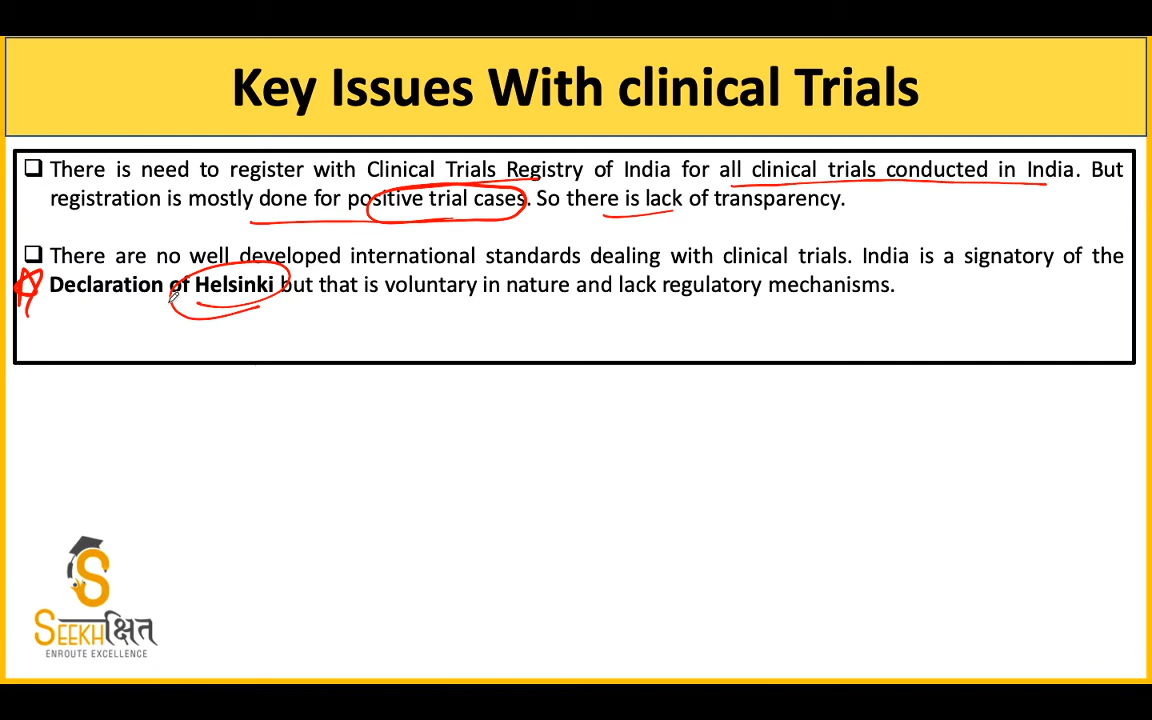 Key Issues With clinical Trials
There is need to register with Clinical Trials Registry of India for all clinical trials conducted in India. But
registration is mostly done for positive trial cases. So there is lack of transparency.
There are no well developed international standards dealing with clinical trials. India is a signatory of the
Declaration of Helsinki but that is voluntary in nature and lack regulatory mechanisms.
S
SEEKHक्षित
ENROUTE EXCELLENCE